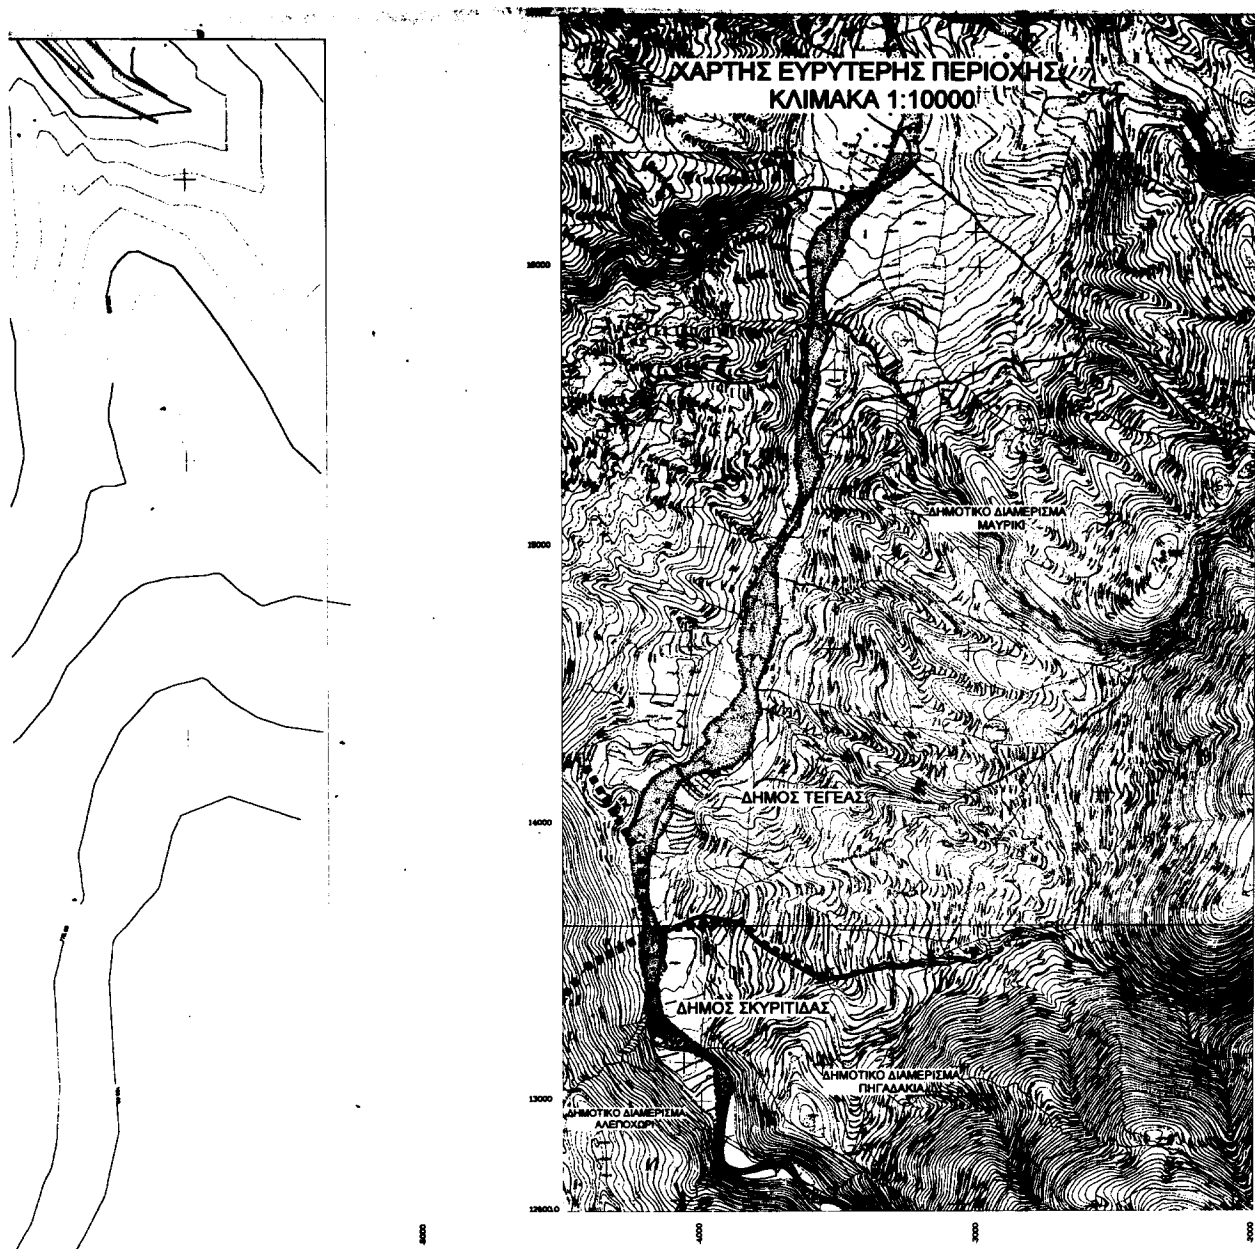 ΧΑΡΤΗΣ ΕΥΡΥΤΕΡΗΣ ΠΕΡΙΟΧΗΣ
ΚΛΙΜΑΚΑ 1:10000
16000
ΔΗΜΟΤΙΚΟ ΔΙΑΜΕΡΙΣΜΑ
ΜΑΥΡΙΚΙ
15000
ΔΗΜΟΣ ΤΕΓΕΑΣ
14000
ΔΗΜΟΣ ΣΚΥΡΙΤΙΔΑΣ
ΔΗΜΟΤΙΚΟ ΔΙΑΜΕΡΙΣΜΑ
ΠΗΓΑΔΑΚΙΑ
13000
ΔΗΜΟΤΙΚΟ ΔΙΑΜΕΡΙΣΜΑ
ΑΛΕΠΟΧΩΡΙ
12600.0